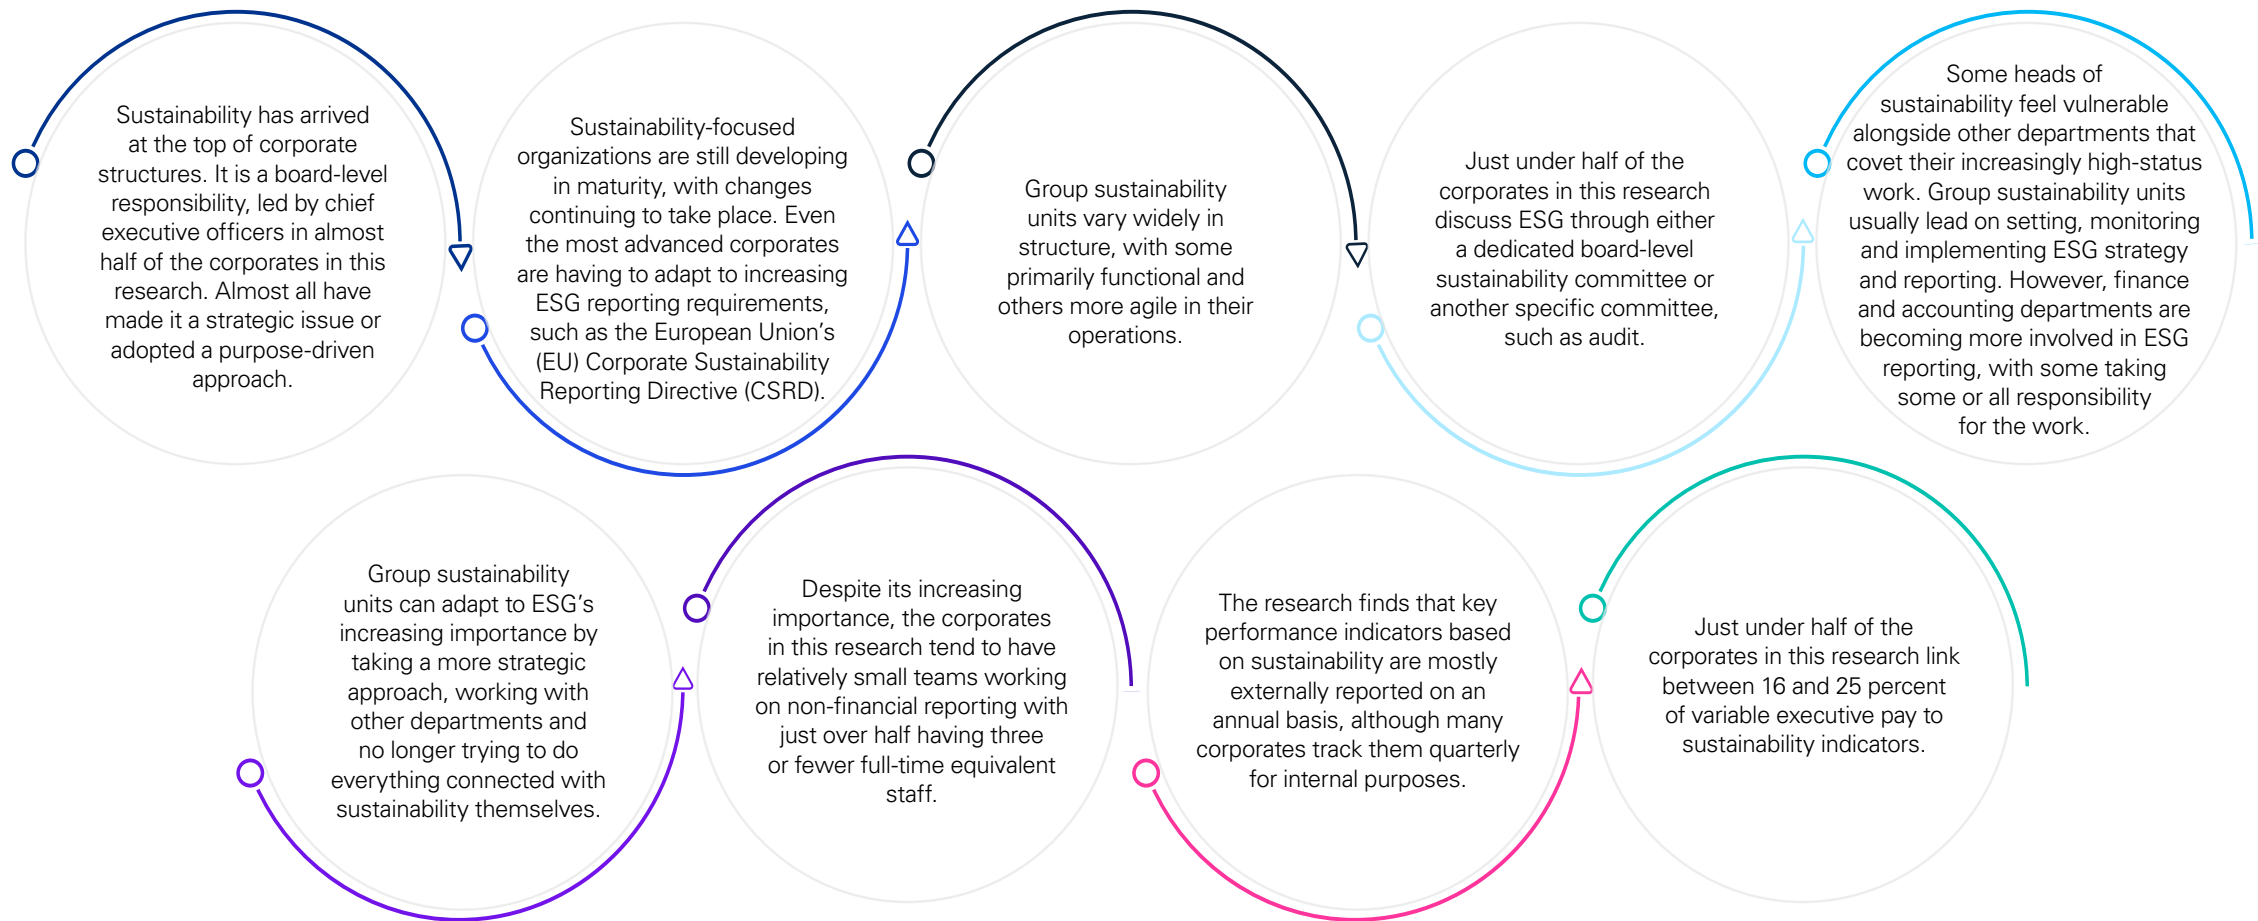 Sustainability has arrived
at the top of corporate
structures. It is a board-level
responsibility, led by chief
executive officers in almost
half of the corporates in this
research. Almost all have
made it a strategic issue or
adopted a purpose-driven
approach.
Sustainability-focused
organizations are still developing
in maturity, with changes
continuing to take place. Even
the most advanced corporates
are having to adapt to increasing
ESG reporting requirements,
such as the European Union’s
(EU) Corporate Sustainability
Reporting Directive (CSRD).
Group sustainability
units vary widely in
structure, with some
primarily functional and
others more agile in their
operations.
Just under half of the
corporates in this research
discuss ESG through either
a dedicated board-level
sustainability committee or
another specific committee,
such as audit.
Some heads of
sustainability feel vulnerable
alongside other departments that
covet their increasingly high-status
work. Group sustainability units
usually lead on setting, monitoring
and implementing ESG strategy
and reporting. However, finance
and accounting departments are
becoming more involved in ESG
reporting, with some taking
some or all responsibility
for the work.
Group sustainability
units can adapt to ESG’s
increasing importance by
taking a more strategic
approach, working with
other departments and
no longer trying to do
everything connected with
sustainability themselves.
Despite its increasing
importance, the corporates
in this research tend to have
relatively small teams working
on non-financial reporting with
just over half having three
or fewer full-time equivalent
staff.
The research finds that key
performance indicators based
on sustainability are mostly
externally reported on an
annual basis, although many
corporates track them quarterly
for internal purposes.
Just under half of the
corporates in this research link
between 16 and 25 percent
of variable executive pay to
sustainability indicators.